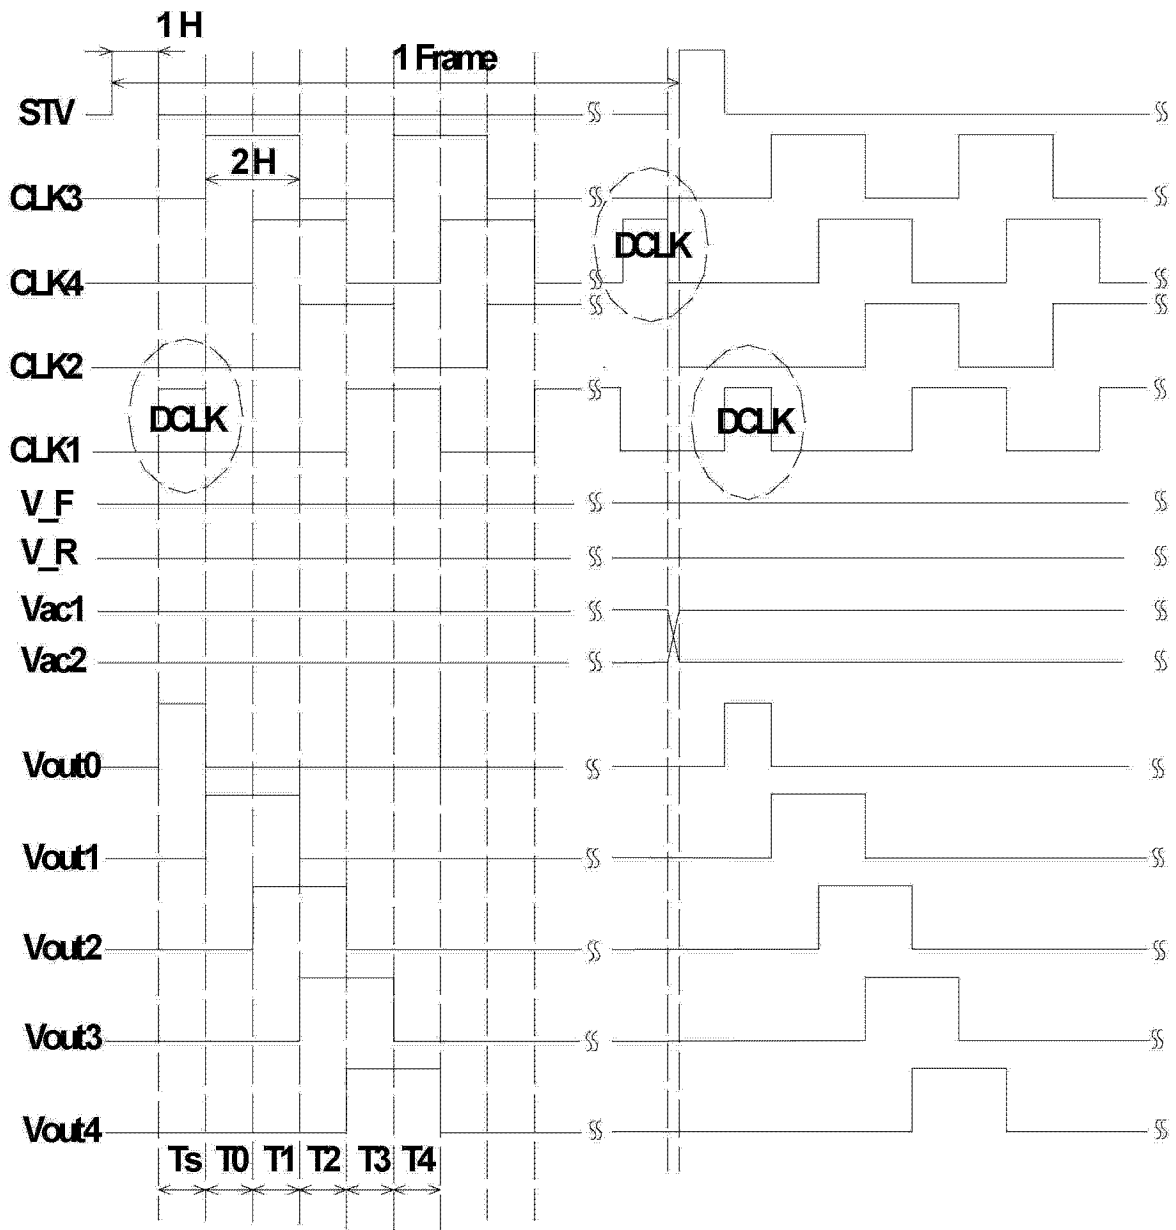 1 H
1 Frame
STV
2 H
CLK3
DCLK
CLK4
CLK2
DCLK
DCLK
CLK1
V_F
V_R
Vac1
Vac2
Vout0
Vout1
Vout2
Vout3
Vout4
Ts T0 T1 T2 T3 T4